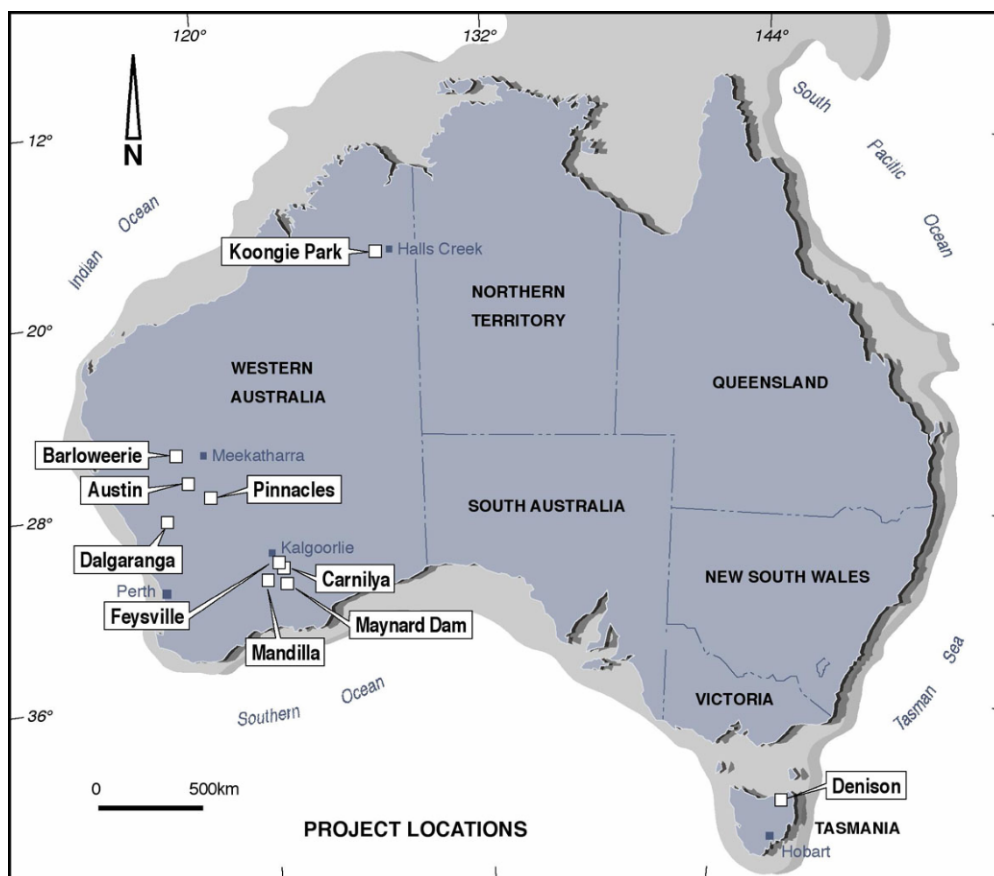 120°
132°
144°
South
Pacific
Ocean
12°
N
Indian Ocean
Koongie Park
Halls Creek
NORTHERN
TERRITORY
20°
WESTERN
AUSTRALIA
QUEENSLAND
Barloweerie
Meekatharra
Austin
Pinnacles
SOUTH AUSTRALIA
28°
Dalgaranga
Kalgoorlie
Carnilya
NEW SOUTH WALES
Perth
Feysville
Maynard Dam
Mandilla
Southern Ocean
Tasman Sea
VICTORIA
36°
0 500km
Denison
PROJECT LOCATIONS
TASMANIA
Hobart